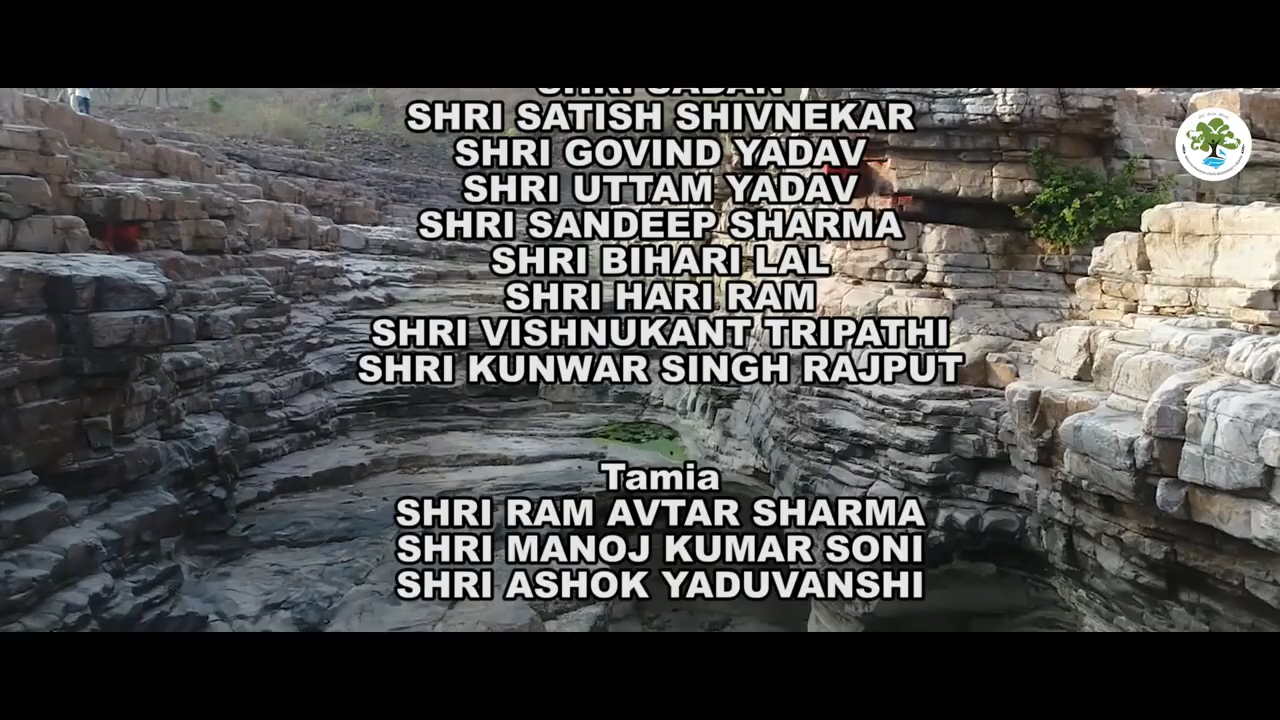 SHRI SATISH SHIVNEKAR
SHRI GOVIND YADAV
SHRI UTTAM YADAV
SHRI SANDEEP SHARMA
SHRI BIHARI LAL
SHRI HARI RAM
SHRI VISHNUKANT TRIPATHI
SHRI KUNWAR SINGH RAJPUT
Tamia
SHRI RAM AVTAR SHARMA
SHRI MANOJ KUMAR SONI
SHRI ASHOK YADUVANSHI